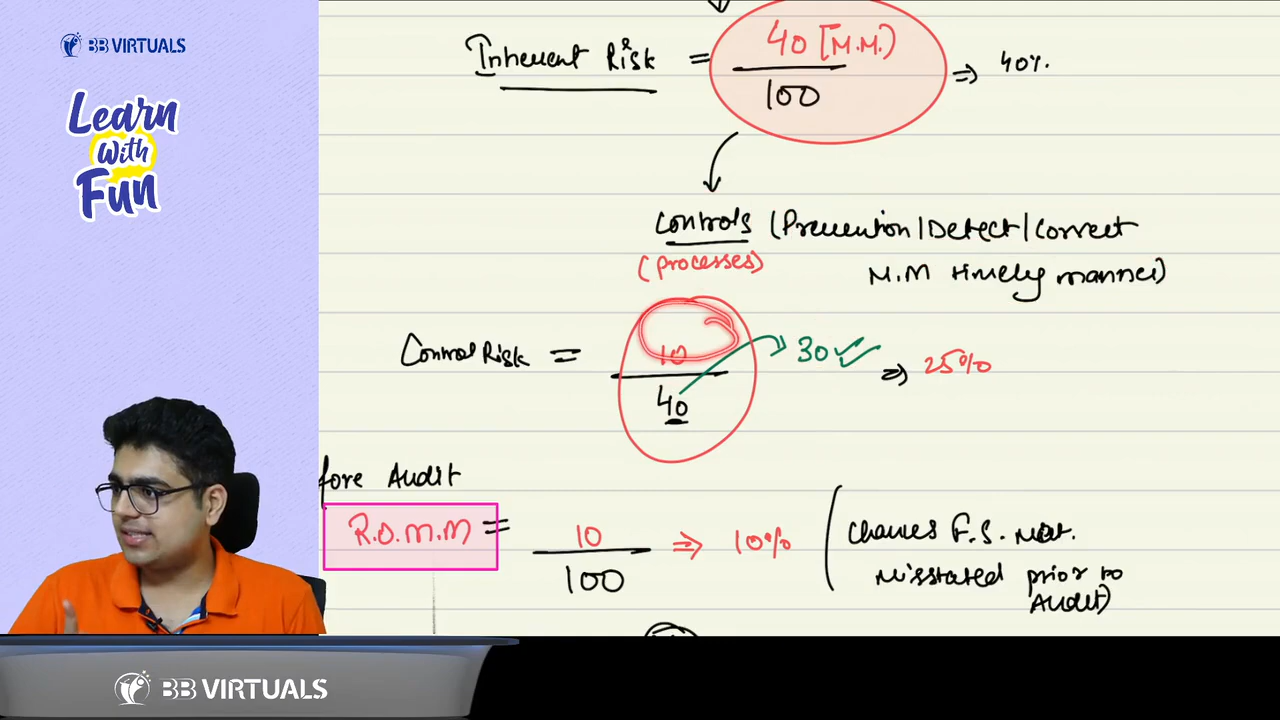 BB VIRTUALS
Learn
With
Fun
Inherent Risk = 40 [M.M.]
100
⇒ 40%.
Controls (Prevention/Detect/Correct
(processes)
M.M timely manner)
Control Risk = 10
40
30 ✓
⇒ 25%
fore Audit
R.O.M.M = 10
100
⇒ 10%
(Chances F.S. Mat.
Misstated prior to
Audit)
BB VIRTUALS